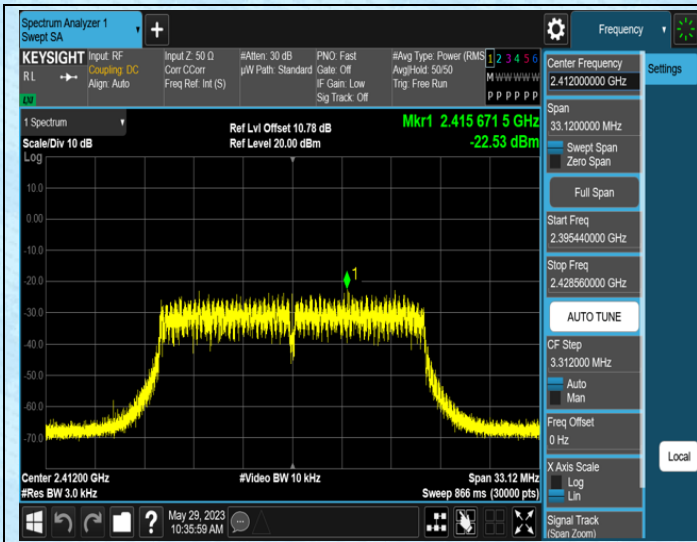 Spectrum Analyzer 1
Swept SA
+
Frequency
KEYSIGHT
RL
LXI
Input: RF
Coupling: DC
Align: Auto
Input Z: 50 Ω
Corr CCorr
Freq Ref: Int (S)
#Atten: 30 dB
µW Path: Standard
PNO: Fast
Gate: Off
IF Gain: Low
Sig Track: Off
#Avg Type: Power (RMS
Avg|Hold: 50/50
Trig: Free Run
1 2 3 4 5 6
M W W W W W
P P P P P P
1 Spectrum
Scale/Div 10 dB
Ref Lvl Offset 10.78 dB
Ref Level 20.00 dBm
Mkr1 2.415 671 5 GHz
-22.53 dBm
Log
10.0
0.00
-10.0
-20.0
-30.0
-40.0
-50.0
-60.0
-70.0
1
Center 2.41200 GHz
#Res BW 3.0 kHz
#Video BW 10 kHz
Span 33.12 MHz
Sweep 866 ms (30000 pts)
?
May 29, 2023
10:35:59 AM
Center Frequency
2.412000000 GHz
Settings
Span
33.1200000 MHz
Swept Span
Zero Span
Full Span
Start Freq
2.395440000 GHz
Stop Freq
2.428560000 GHz
AUTO TUNE
CF Step
3.312000 MHz
Auto
Man
Freq Offset
0 Hz
X Axis Scale
Log
Lin
Local
Signal Track
(Span Zoom)